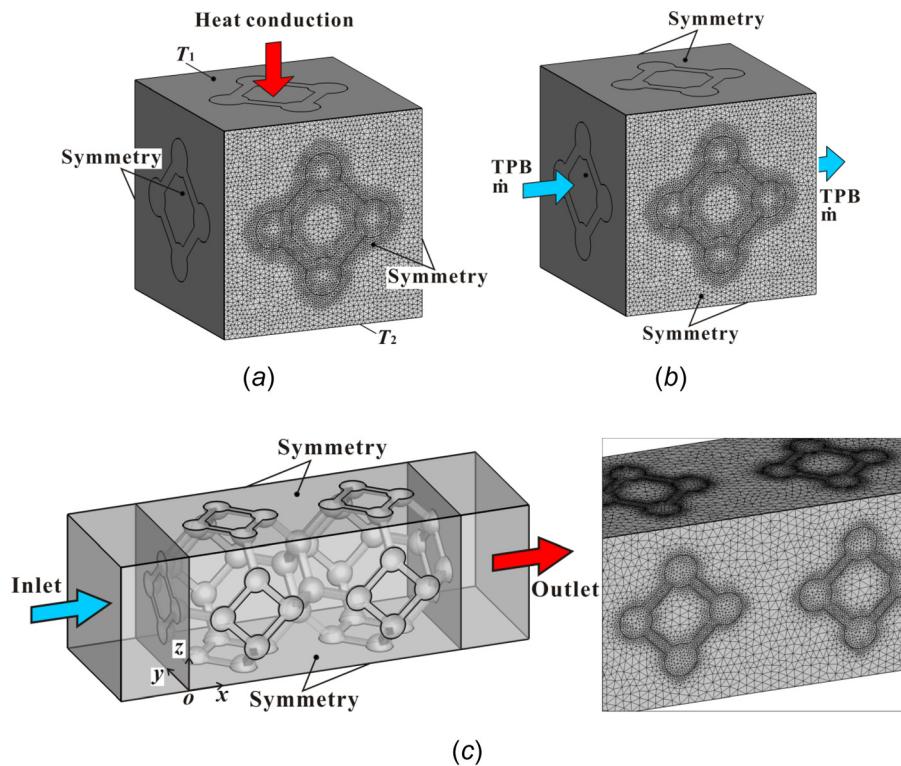 Heat conduction
T1
Symmetry
Symmetry
T2
(a)
Symmetry
TPB
ṁ
TPB
ṁ
Symmetry
(b)
Symmetry
Inlet
Outlet
z
y
o
x
Symmetry
(c)